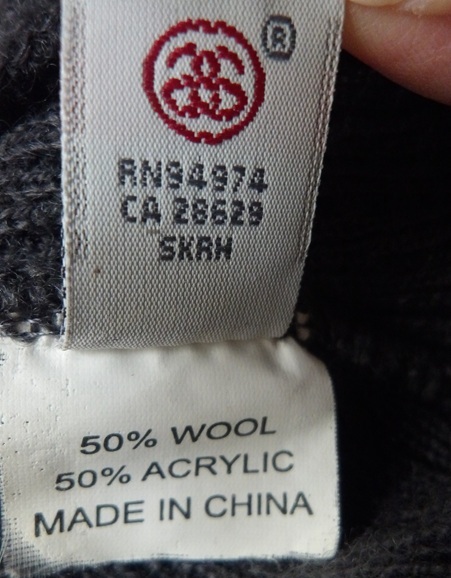 ®
RN94974
CA 28629
SKRH
50% WOOL
50% ACRYLIC
MADE IN CHINA